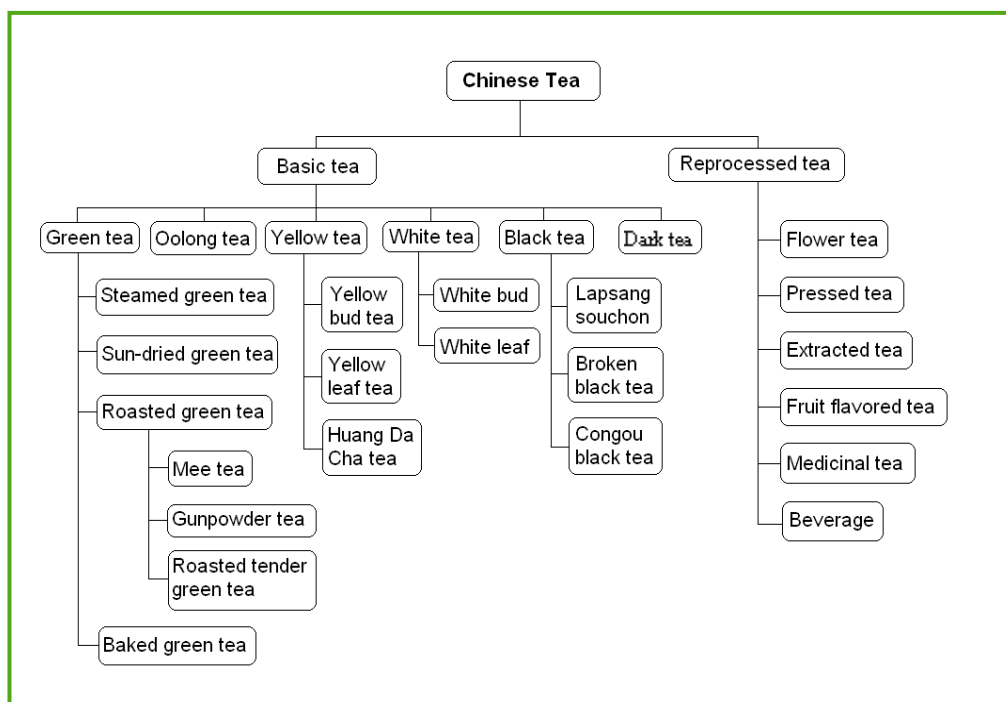 Chinese Tea
Basic tea
Reprocessed tea
Green tea
Oolong tea
Yellow tea
White tea
Black tea
Dark tea
Steamed green tea
Sun-dried green tea
Roasted green tea
Mee tea
Gunpowder tea
Roasted tender
green tea
Baked green tea
Yellow
bud tea
Yellow
leaf tea
Huang Da
Cha tea
White bud
White leaf
Lapsang
souchon
Broken
black tea
Congou
black tea
Flower tea
Pressed tea
Extracted tea
Fruit flavored tea
Medicinal tea
Beverage